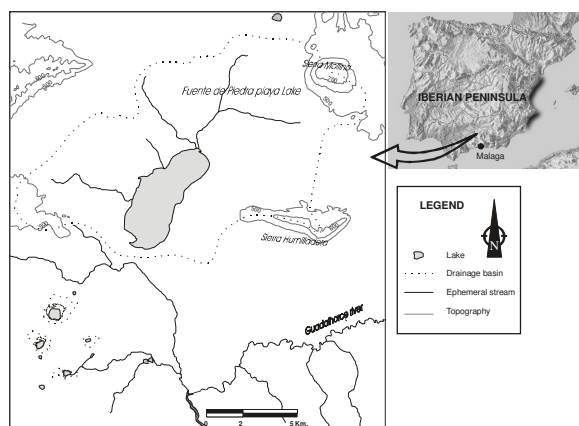 Sierra Mollina
Fuente de Piedra playa Lake
500
Sierra Humilladero
Guadalhorce river
0 2 5 Km.
IBERIAN PENINSULA
Malaga
LEGEND
N
Lake
Drainage basin
Ephemeral stream
Topography